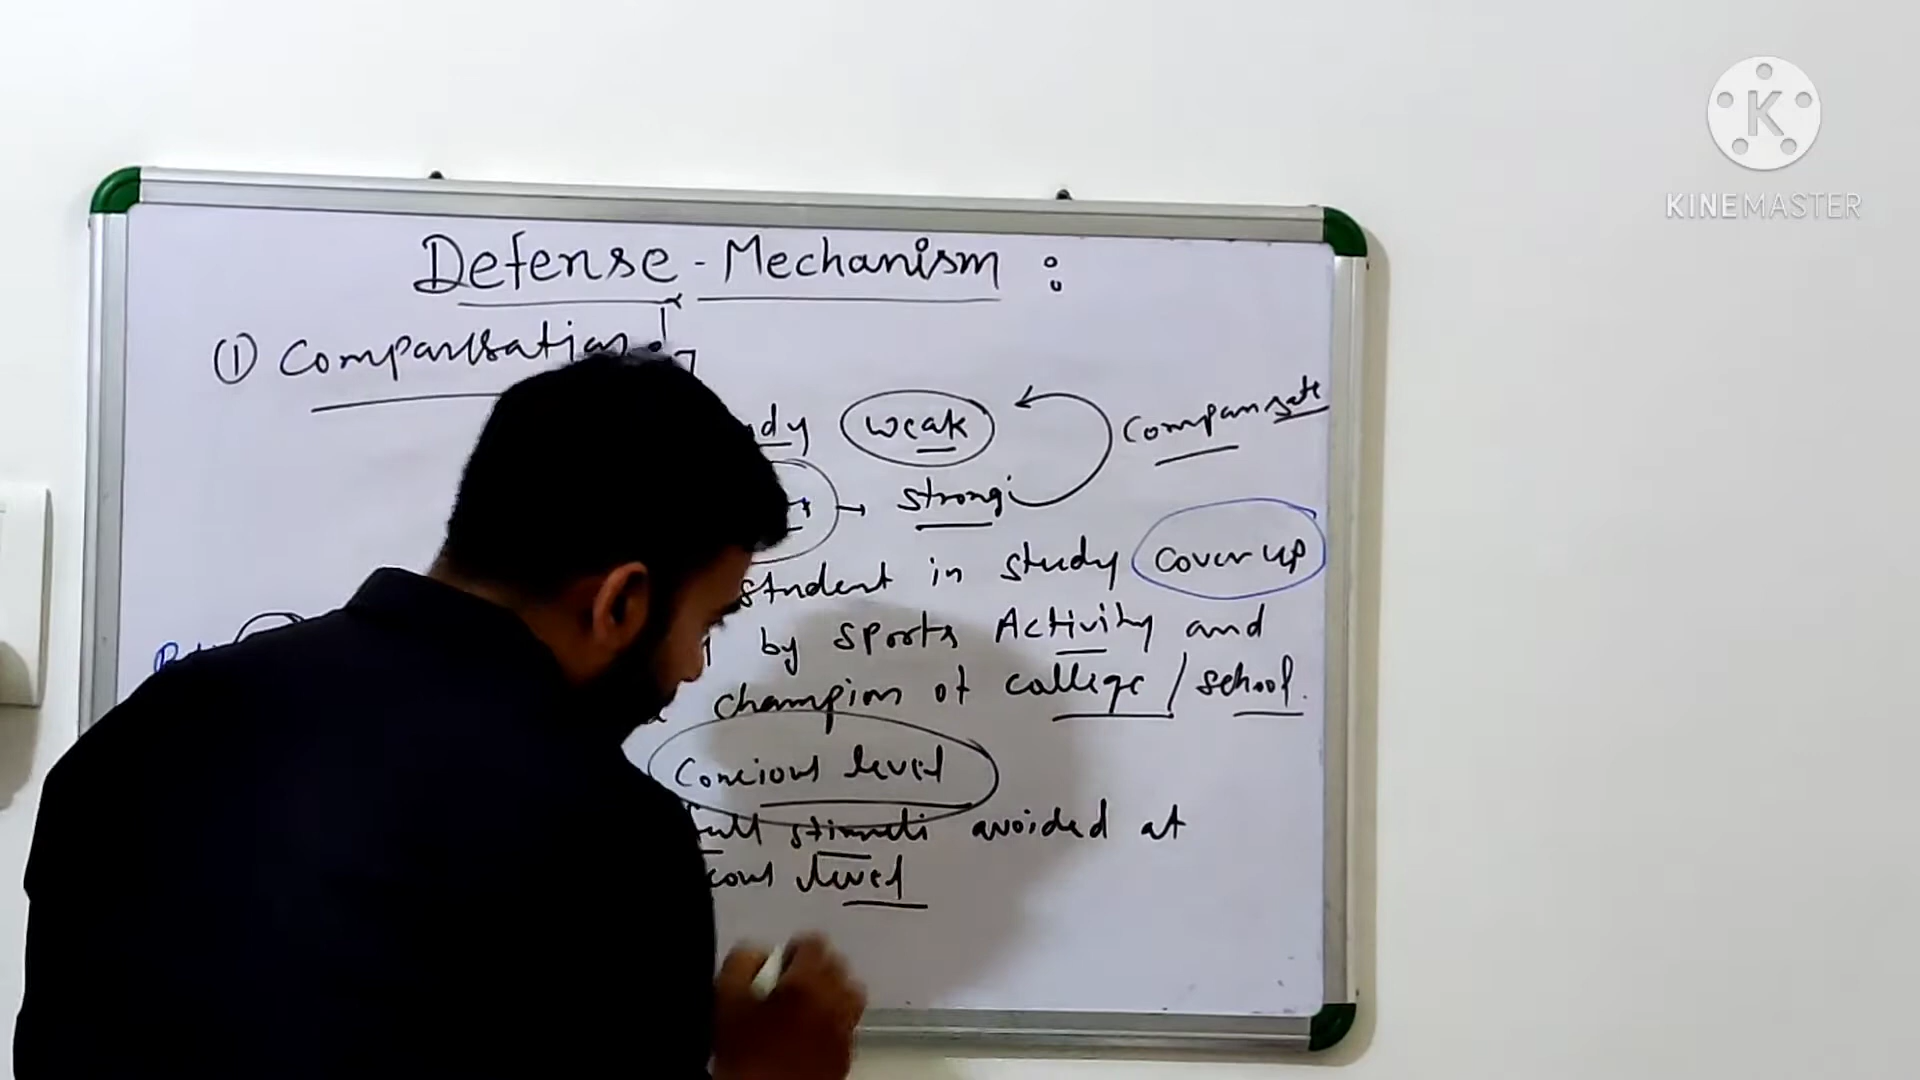 KINEMASTER
Defense - Mechanism :
① Compansation :
weak
Compansate
→ strong
student in study cover up
by sports Activity and
champion of college / school.
Concious level
stimuli avoided at
level